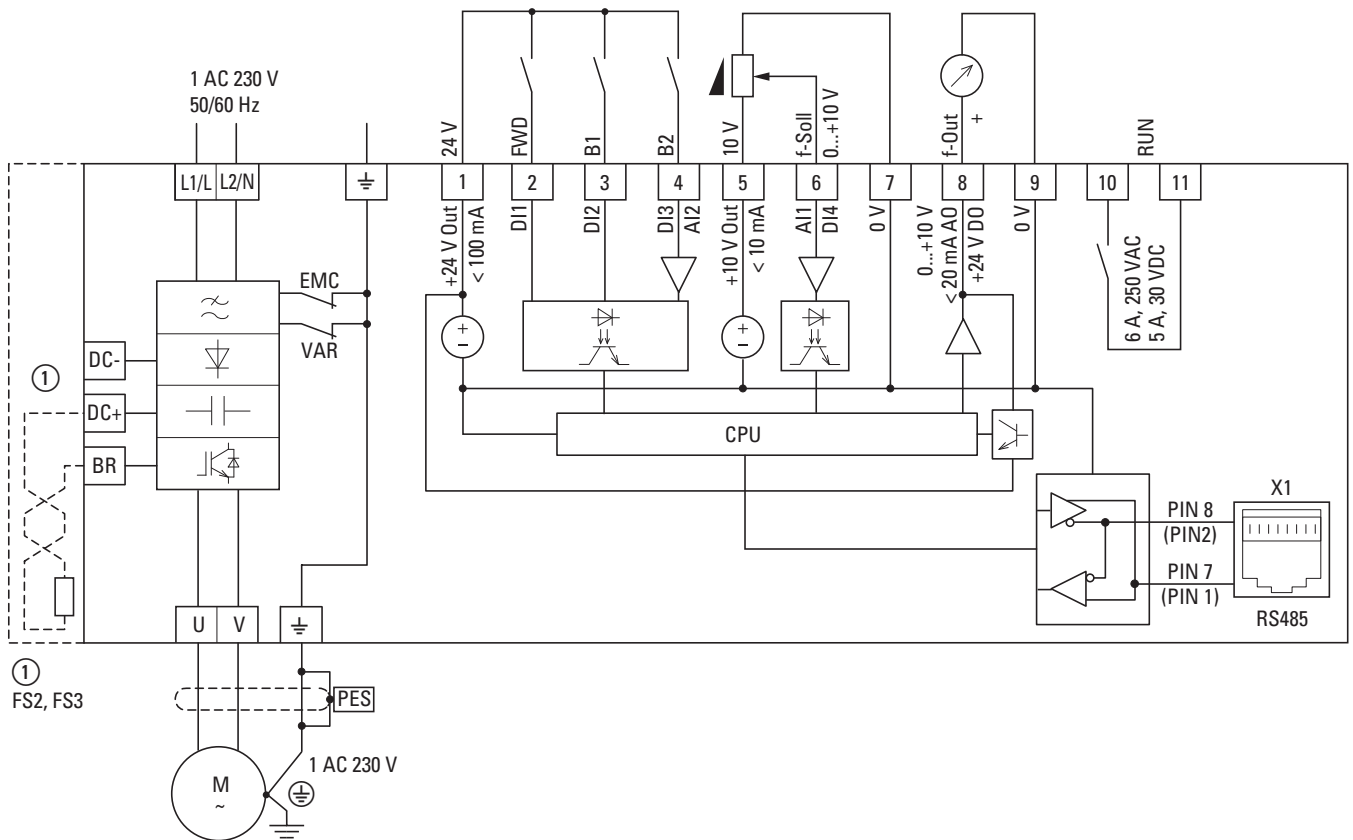 1 AC 230 V
50/60 Hz
24 V
FWD
B1
B2
10 V
f-Soll
0...+10 V
f-Out
+
RUN
L1/L
L2/N
1
2
3
4
5
6
7
8
9
10
11
+24 V Out
< 100 mA
DI1
DI2
DI3
AI2
+10 V Out
< 10 mA
AI1
DI4
0 V
0...+10 V
< 20 mA AO
+24 V DO
0 V
6 A, 250 VAC
5 A, 30 VDC
EMC
VAR
+
−
+
−
1
DC-
DC+
BR
CPU
X1
PIN 8
(PIN2)
PIN 7
(PIN 1)
RS485
U
V
1
FS2, FS3
PES
M
~
1 AC 230 V